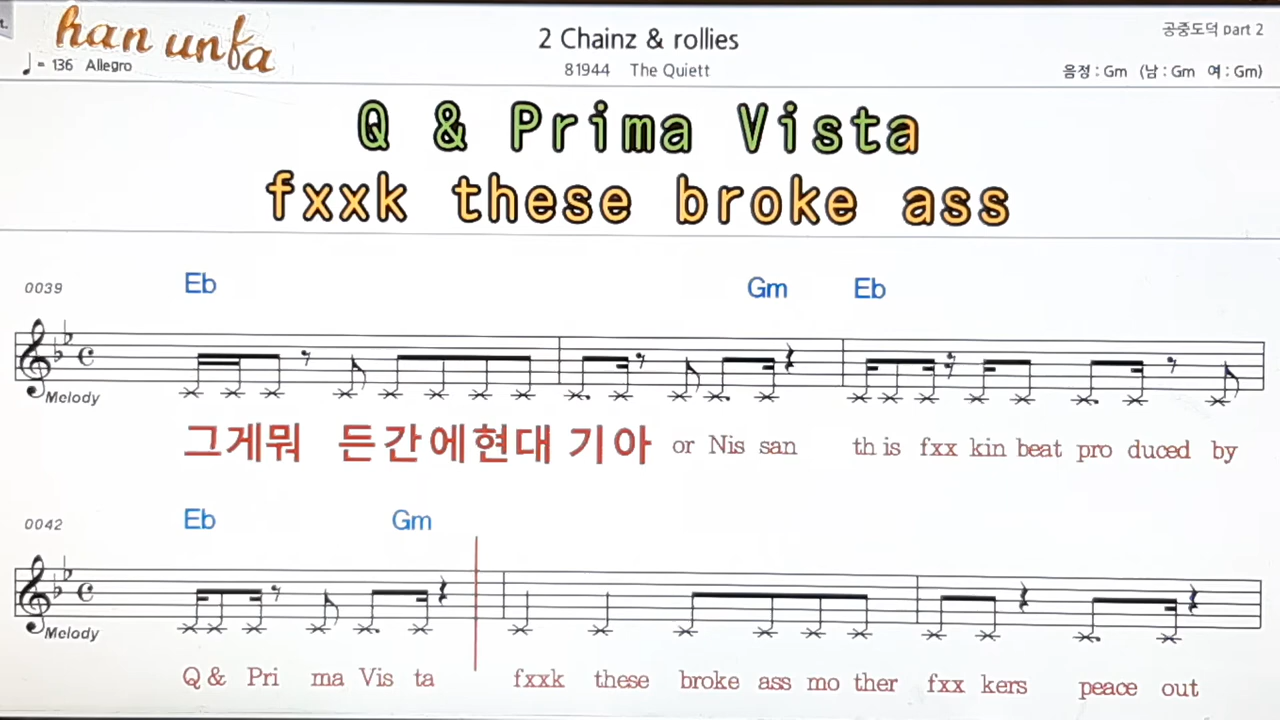 han unfa
2 Chainz & rollies
공중도덕 part 2
♩= 136 Allegro
81944 The Quiett
음정 : Gm (남 : Gm 여 : Gm)
Q & Prima Vista
fxxk these broke ass
0039 Eb Gm Eb
Melody
그게뭐 든간에현대 기아 or Nis san th is fxx kin beat pro duced by
0042 Eb Gm
Melody
Q & Pri ma Vis ta fxxk these broke ass mo ther fxx kers peace out